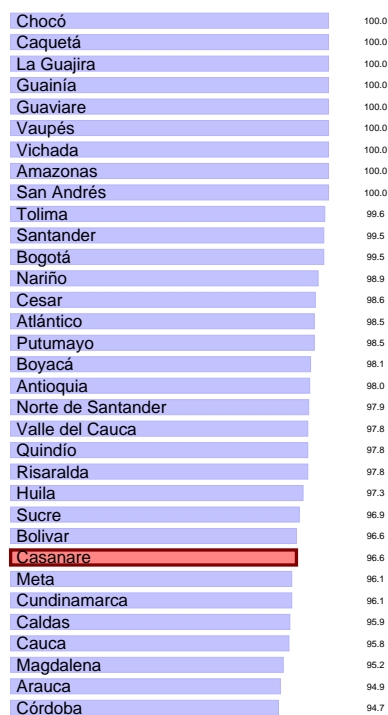 Chocó 100.0
Caquetá 100.0
La Guajira 100.0
Guainía 100.0
Guaviare 100.0
Vaupés 100.0
Vichada 100.0
Amazonas 100.0
San Andrés 100.0
Tolima 99.6
Santander 99.5
Bogotá 99.5
Nariño 98.9
Cesar 98.6
Atlántico 98.5
Putumayo 98.5
Boyacá 98.1
Antioquia 98.0
Norte de Santander 97.9
Valle del Cauca 97.8
Quindío 97.8
Risaralda 97.8
Huila 97.3
Sucre 96.9
Bolivar 96.6
Casanare 96.6
Meta 96.1
Cundinamarca 96.1
Caldas 95.9
Cauca 95.8
Magdalena 95.2
Arauca 94.9
Córdoba 94.7